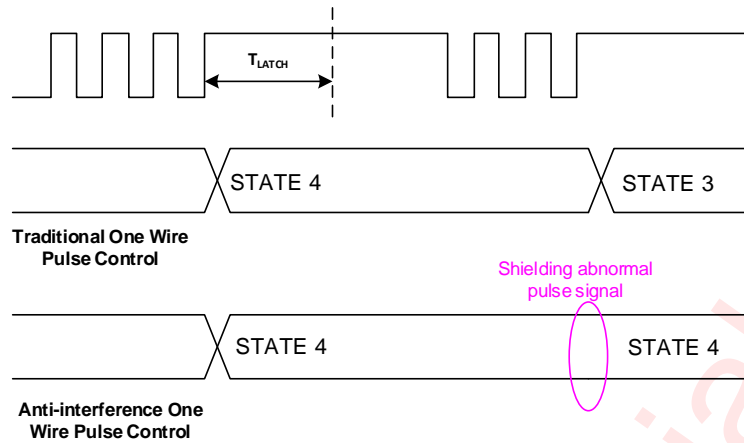 TLATCH
STATE 4
STATE 3
Traditional One Wire
Pulse Control
Shielding abnormal
pulse signal
STATE 4
STATE 4
Anti-interference One
Wire Pulse Control